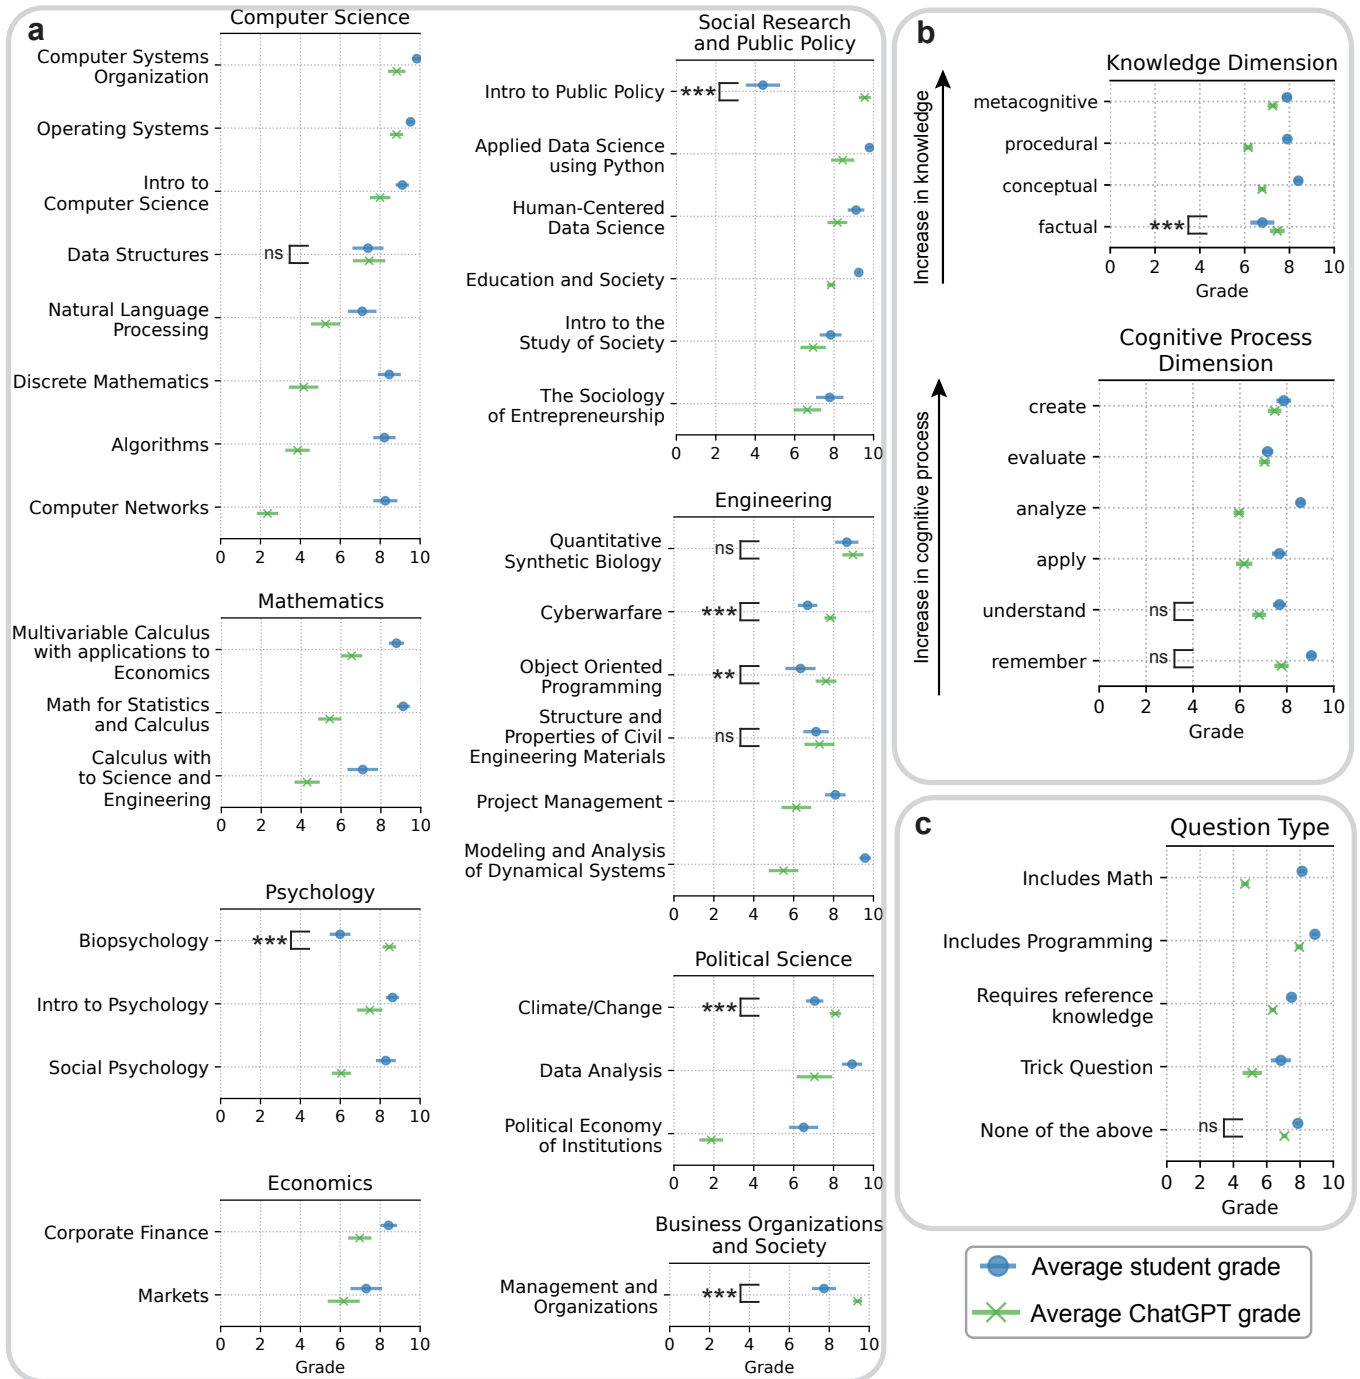 a
Computer Science
Computer Systems
Organization
Operating Systems
Intro to
Computer Science
Data Structures
ns
Natural Language
Processing
Discrete Mathematics
Algorithms
Computer Networks
0 2 4 6 8 10
Mathematics
Multivariable Calculus
with applications to
Economics
Math for Statistics
and Calculus
Calculus with
to Science and
Engineering
0 2 4 6 8 10
Psychology
Biopsychology
***
Intro to Psychology
Social Psychology
0 2 4 6 8 10
Economics
Corporate Finance
Markets
0 2 4 6 8 10
Grade
Social Research
and Public Policy
Intro to Public Policy
***
Applied Data Science
using Python
Human-Centered
Data Science
Education and Society
Intro to the
Study of Society
The Sociology
of Entrepreneurship
0 2 4 6 8 10
Engineering
Quantitative
Synthetic Biology
ns
Cyberwarfare
***
Object Oriented
Programming
**
Structure and
Properties of Civil
Engineering Materials
ns
Project Management
Modeling and Analysis
of Dynamical Systems
0 2 4 6 8 10
Political Science
Climate/Change
***
Data Analysis
Political Economy
of Institutions
0 2 4 6 8 10
Business Organizations
and Society
Management and
Organizations
***
0 2 4 6 8 10
Grade
b
Knowledge Dimension
Increase in knowledge
metacognitive
procedural
conceptual
factual
***
0 2 4 6 8 10
Grade
Cognitive Process
Dimension
Increase in cognitive process
create
evaluate
analyze
apply
understand
ns
remember
ns
0 2 4 6 8 10
Grade
c
Question Type
Includes Math
Includes Programming
Requires reference
knowledge
Trick Question
None of the above
ns
0 2 4 6 8 10
Grade
Average student grade
Average ChatGPT grade